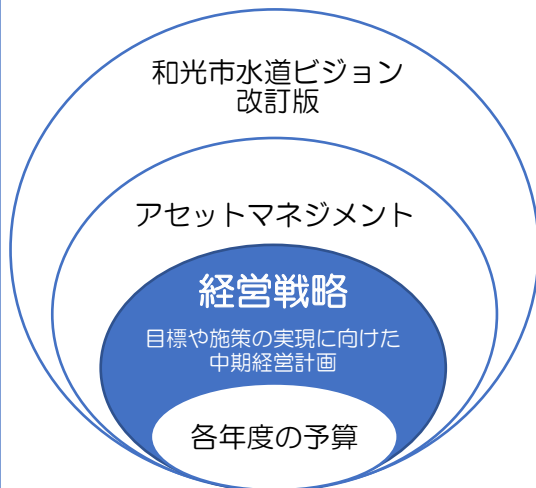 和光市水道ビジョン
改訂版
アセットマネジメント
経営戦略
目標や施策の実現に向けた
中期経営計画
各年度の予算